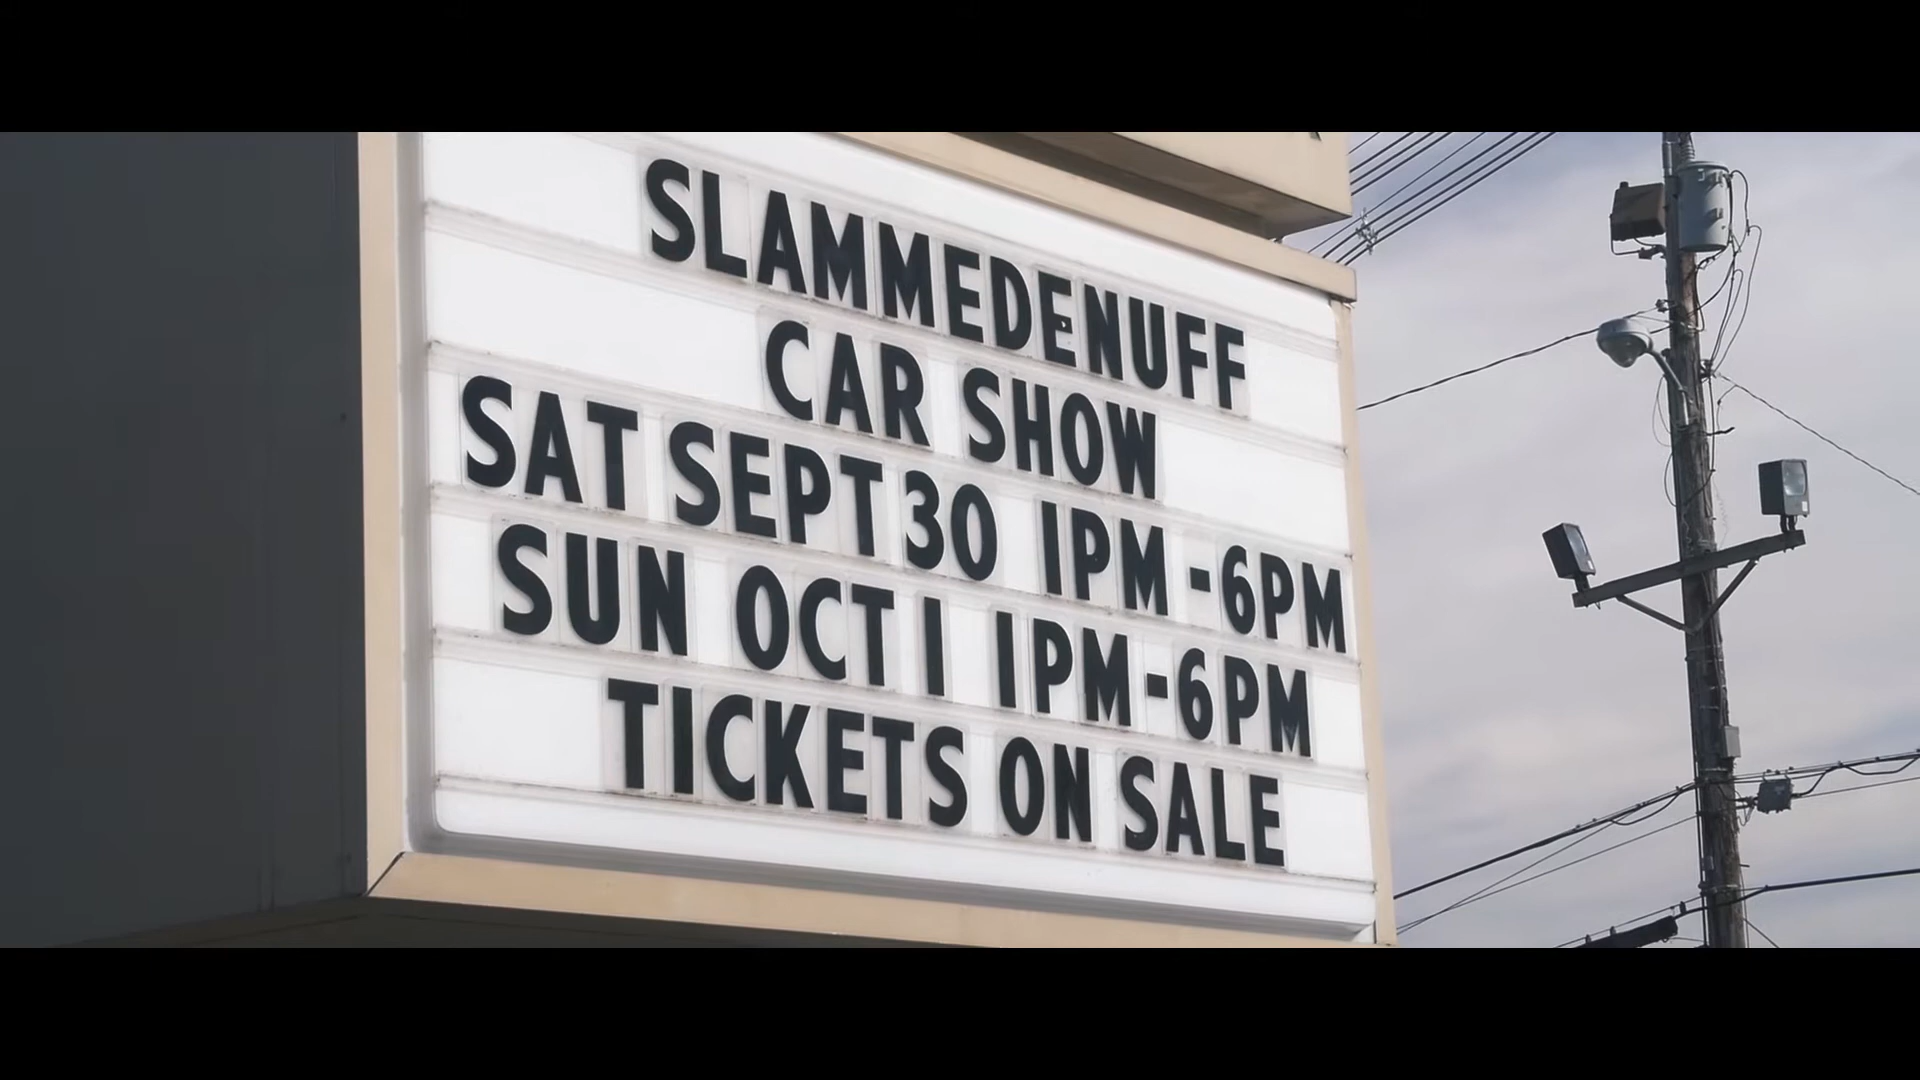 SLAMMEDENUFF
CAR SHOW
SAT SEPT 30 1PM-6PM
SUN OCT 1 1PM-6PM
TICKETS ON SALE